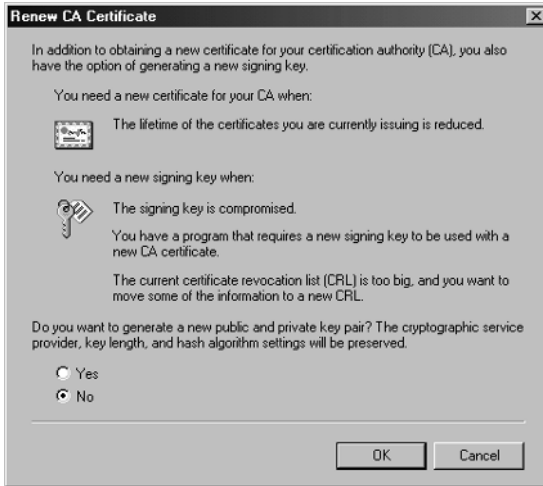 Renew CA Certificate
In addition to obtaining a new certificate for your certification authority (CA), you also
have the option of generating a new signing key.
You need a new certificate for your CA when:
The lifetime of the certificates you are currently issuing is reduced.
You need a new signing key when:
The signing key is compromised.
You have a program that requires a new signing key to be used with a
new CA certificate.
The current certificate revocation list (CRL) is too big, and you want to
move some of the information to a new CRL.
Do you want to generate a new public and private key pair? The cryptographic service
provider, key length, and hash algorithm settings will be preserved.
Yes
No
OK
Cancel